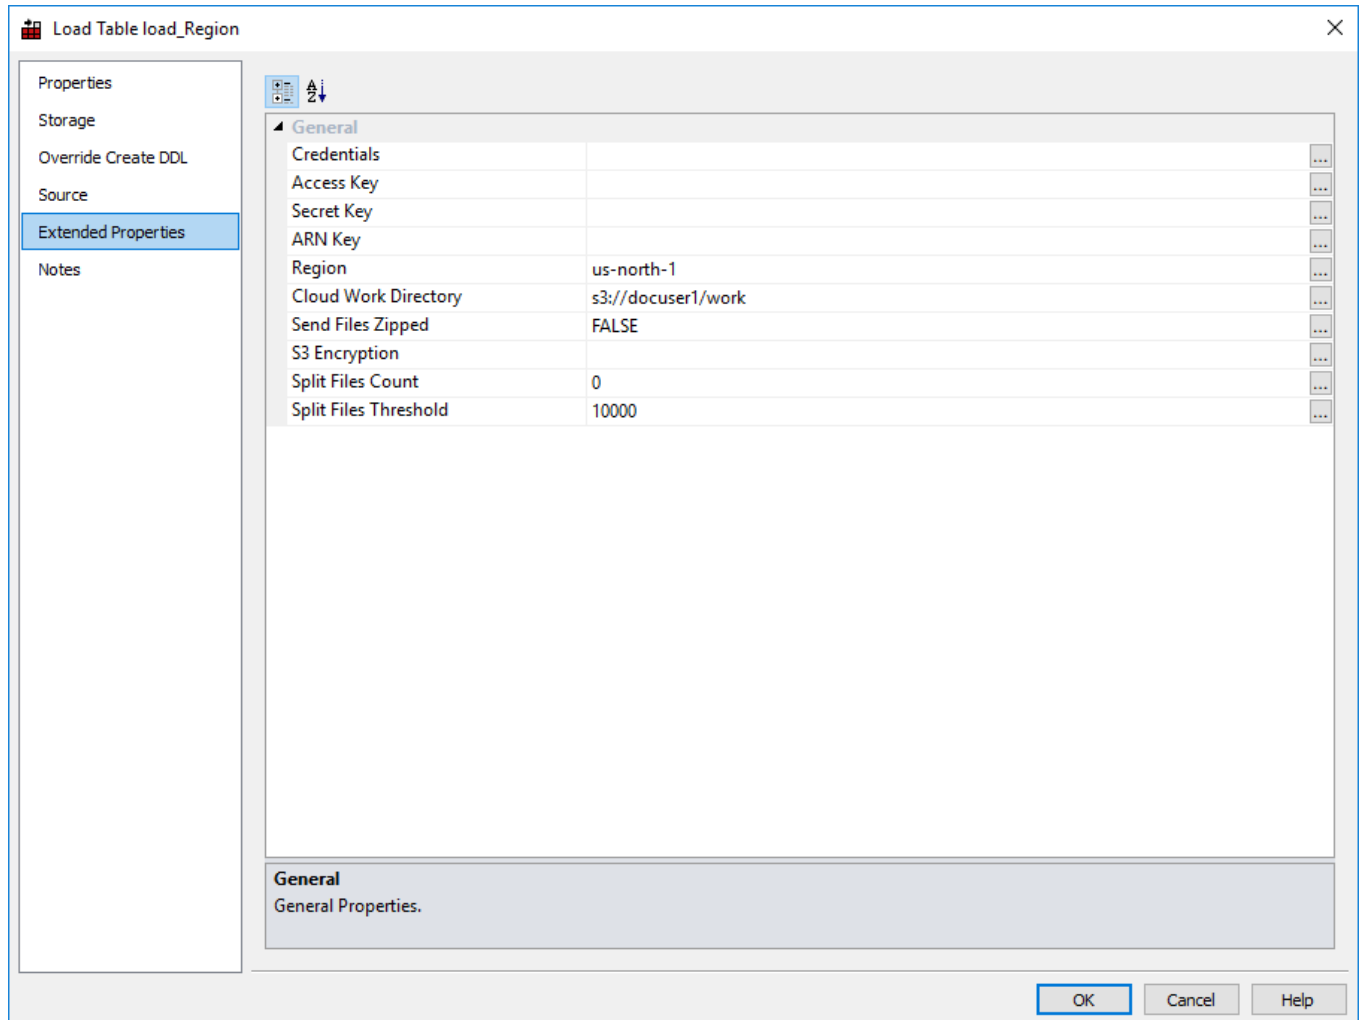 Load Table load_Region
Properties
Storage
Override Create DDL
Source
Extended Properties
Notes
General
Credentials ...
Access Key ...
Secret Key ...
ARN Key ...
Region us-north-1 ...
Cloud Work Directory s3://docuser1/work ...
Send Files Zipped FALSE ...
S3 Encryption ...
Split Files Count 0 ...
Split Files Threshold 10000 ...
General
General Properties.
OK Cancel Help